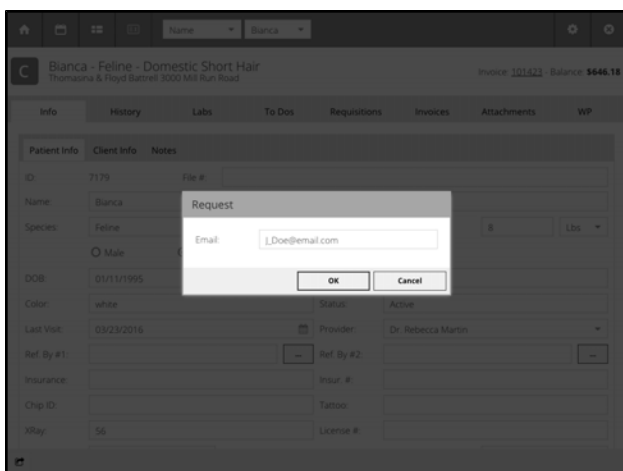 Name Bianca
C Bianca - Feline - Domestic Short Hair
Thomasina & Floyd Battrell 3000 Mill Run Road
Invoice: 101423 - Balance: $646.18
Info History Labs To Dos Requisitions Invoices Attachments WP
Patient Info Client Info Notes
ID: 7179 File #:
Name: Bianca
Request
Species: Feline 8 Lbs
Email: J_Doe@email.com
Male
DOB: 01/11/1995
OK Cancel
Color: white Status: Active
Last Visit: 03/23/2016 Provider: Dr. Rebecca Martin
Ref. By #1: ... Ref. By #2: ...
Insurance: Insur. #:
Chip ID: Tattoo:
XRay: 56 License #: